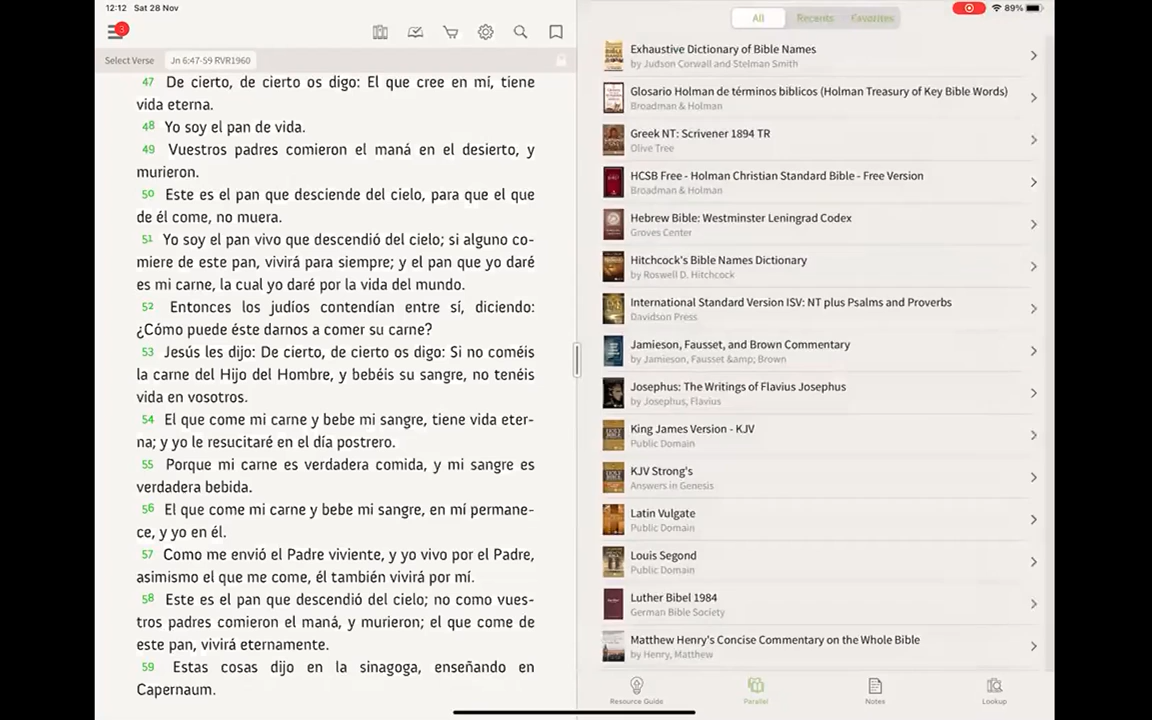 12:12 Sat 28 Nov
89%
3
Select Verse Jn 6:47-59 RVR1960
47 De cierto, de cierto os digo: El que cree en mí, tiene
vida eterna.
48 Yo soy el pan de vida.
49 Vuestros padres comieron el maná en el desierto, y
murieron.
50 Este es el pan que desciende del cielo, para que el que
de él come, no muera.
51 Yo soy el pan vivo que descendió del cielo; si alguno co-
miere de este pan, vivirá para siempre; y el pan que yo daré
es mi carne, la cual yo daré por la vida del mundo.
52 Entonces los judíos contendían entre sí, diciendo:
¿Cómo puede éste darnos a comer su carne?
53 Jesús les dijo: De cierto, de cierto os digo: Si no coméis
la carne del Hijo del Hombre, y bebéis su sangre, no tenéis
vida en vosotros.
54 El que come mi carne y bebe mi sangre, tiene vida eter-
na; y yo le resucitaré en el día postrero.
55 Porque mi carne es verdadera comida, y mi sangre es
verdadera bebida.
56 El que come mi carne y bebe mi sangre, en mí permane-
ce, y yo en él.
57 Como me envió el Padre viviente, y yo vivo por el Padre,
asimismo el que me come, él también vivirá por mí.
58 Este es el pan que descendió del cielo; no como vues-
tros padres comieron el maná, y murieron; el que come de
este pan, vivirá eternamente.
59 Estas cosas dijo en la sinagoga, enseñando en
Capernaum.
All Recents Favorites
Exhaustive Dictionary of Bible Names
by Judson Corwall and Stelman Smith
Glosario Holman de términos bíblicos (Holman Treasury of Key Bible Words)
Broadman & Holman
Greek NT: Scrivener 1894 TR
Olive Tree
HCSB Free - Holman Christian Standard Bible - Free Version
Broadman & Holman
Hebrew Bible: Westminster Leningrad Codex
Groves Center
Hitchcock's Bible Names Dictionary
by Roswell D. Hitchcock
International Standard Version ISV: NT plus Psalms and Proverbs
Davidson Press
Jamieson, Fausset, and Brown Commentary
by Jamieson, Fausset &amp; Brown
Josephus: The Writings of Flavius Josephus
by Josephus, Flavius
King James Version - KJV
Public Domain
KJV Strong's
Answers in Genesis
Latin Vulgate
Public Domain
Louis Segond
Public Domain
Luther Bibel 1984
German Bible Society
Matthew Henry's Concise Commentary on the Whole Bible
by Henry, Matthew
Resource Guide Parallel Notes Lookup